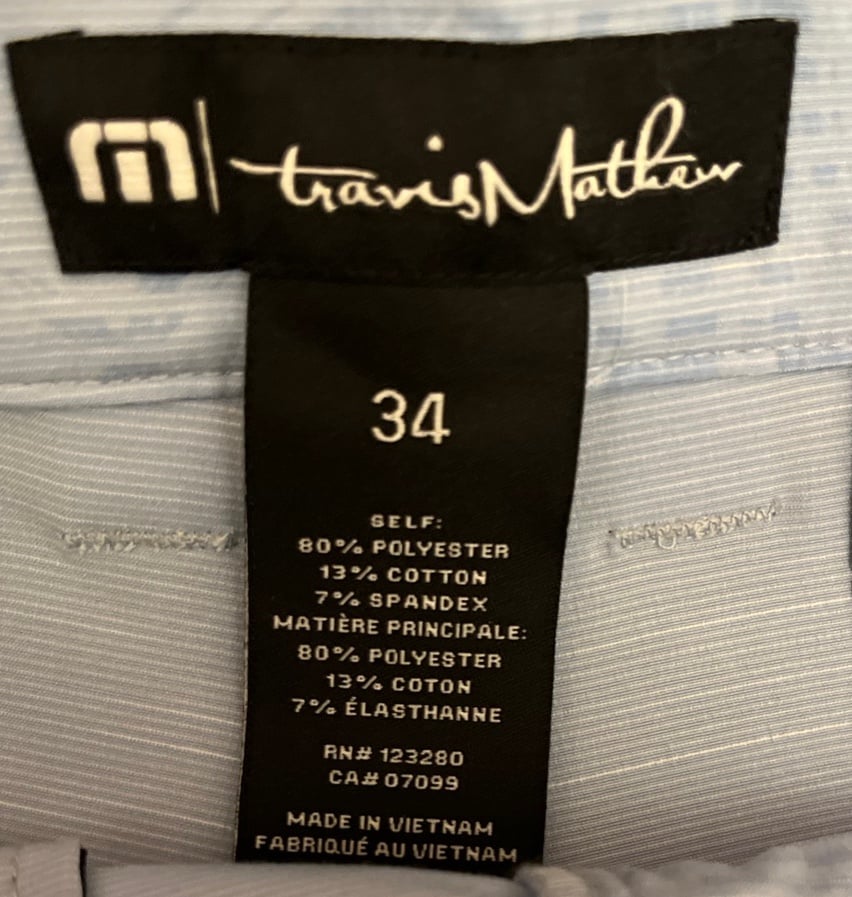 travisMathew
34
SELF:
80% POLYESTER
13% COTTON
7% SPANDEX
MATIÈRE PRINCIPALE:
80% POLYESTER
13% COTON
7% ÉLASTHANNE
RN# 123280
CA# 07099
MADE IN VIETNAM
FABRIQUÉ AU VIETNAM